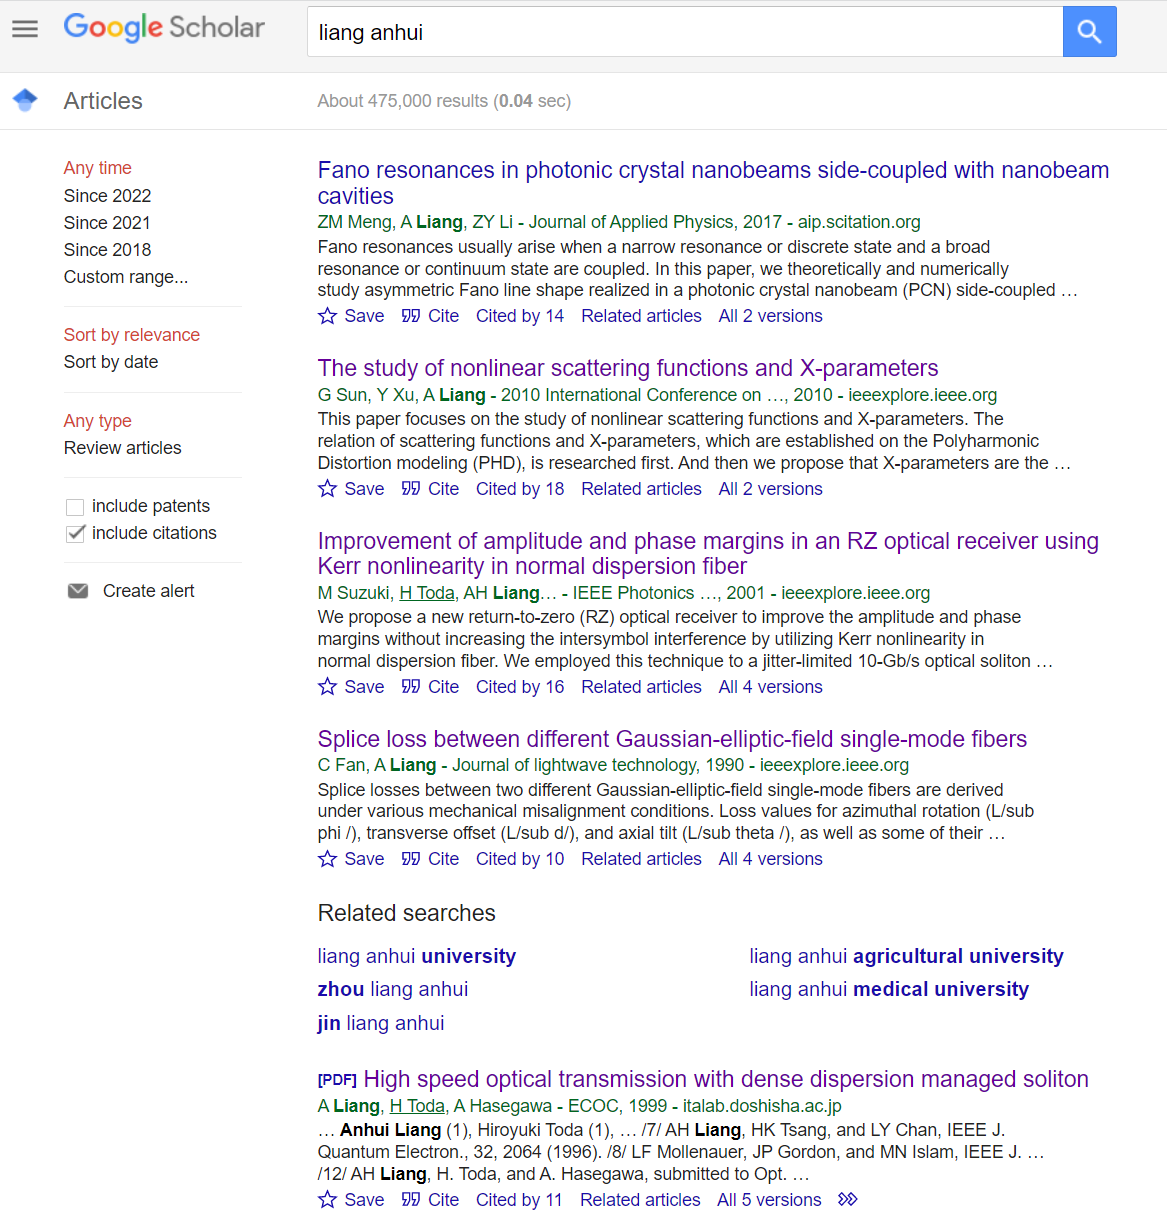 Google Scholar
liang anhui
Articles
About 475,000 results (0.04 sec)
Any time
Since 2022
Since 2021
Since 2018
Custom range...
Sort by relevance
Sort by date
Any type
Review articles
include patents
include citations
Create alert
Fano resonances in photonic crystal nanobeams side-coupled with nanobeam
cavities
ZM Meng, A Liang, ZY Li - Journal of Applied Physics, 2017 - aip.scitation.org
Fano resonances usually arise when a narrow resonance or discrete state and a broad
resonance or continuum state are coupled. In this paper, we theoretically and numerically
study asymmetric Fano line shape realized in a photonic crystal nanobeam (PCN) side-coupled …
Save Cite Cited by 14 Related articles All 2 versions
The study of nonlinear scattering functions and X-parameters
G Sun, Y Xu, A Liang - 2010 International Conference on …, 2010 - ieeexplore.ieee.org
This paper focuses on the study of nonlinear scattering functions and X-parameters. The
relation of scattering functions and X-parameters, which are established on the Polyharmonic
Distortion modeling (PHD), is researched first. And then we propose that X-parameters are the …
Save Cite Cited by 18 Related articles All 2 versions
Improvement of amplitude and phase margins in an RZ optical receiver using
Kerr nonlinearity in normal dispersion fiber
M Suzuki, H Toda, AH Liang… - IEEE Photonics …, 2001 - ieeexplore.ieee.org
We propose a new return-to-zero (RZ) optical receiver to improve the amplitude and phase
margins without increasing the intersymbol interference by utilizing Kerr nonlinearity in
normal dispersion fiber. We employed this technique to a jitter-limited 10-Gb/s optical soliton …
Save Cite Cited by 16 Related articles All 4 versions
Splice loss between different Gaussian-elliptic-field single-mode fibers
C Fan, A Liang - Journal of lightwave technology, 1990 - ieeexplore.ieee.org
Splice losses between two different Gaussian-elliptic-field single-mode fibers are derived
under various mechanical misalignment conditions. Loss values for azimuthal rotation (L/sub
phi /), transverse offset (L/sub d/), and axial tilt (L/sub theta /), as well as some of their …
Save Cite Cited by 10 Related articles All 4 versions
Related searches
liang anhui university
liang anhui agricultural university
zhou liang anhui
liang anhui medical university
jin liang anhui
[PDF] High speed optical transmission with dense dispersion managed soliton
A Liang, H Toda, A Hasegawa - ECOC, 1999 - italab.doshisha.ac.jp
… Anhui Liang (1), Hiroyuki Toda (1), … /7/ AH Liang, HK Tsang, and LY Chan, IEEE J.
Quantum Electron., 32, 2064 (1996). /8/ LF Mollenauer, JP Gordon, and MN Islam, IEEE J. …
/12/ AH Liang, H. Toda, and A. Hasegawa, submitted to Opt. …
Save Cite Cited by 11 Related articles All 5 versions